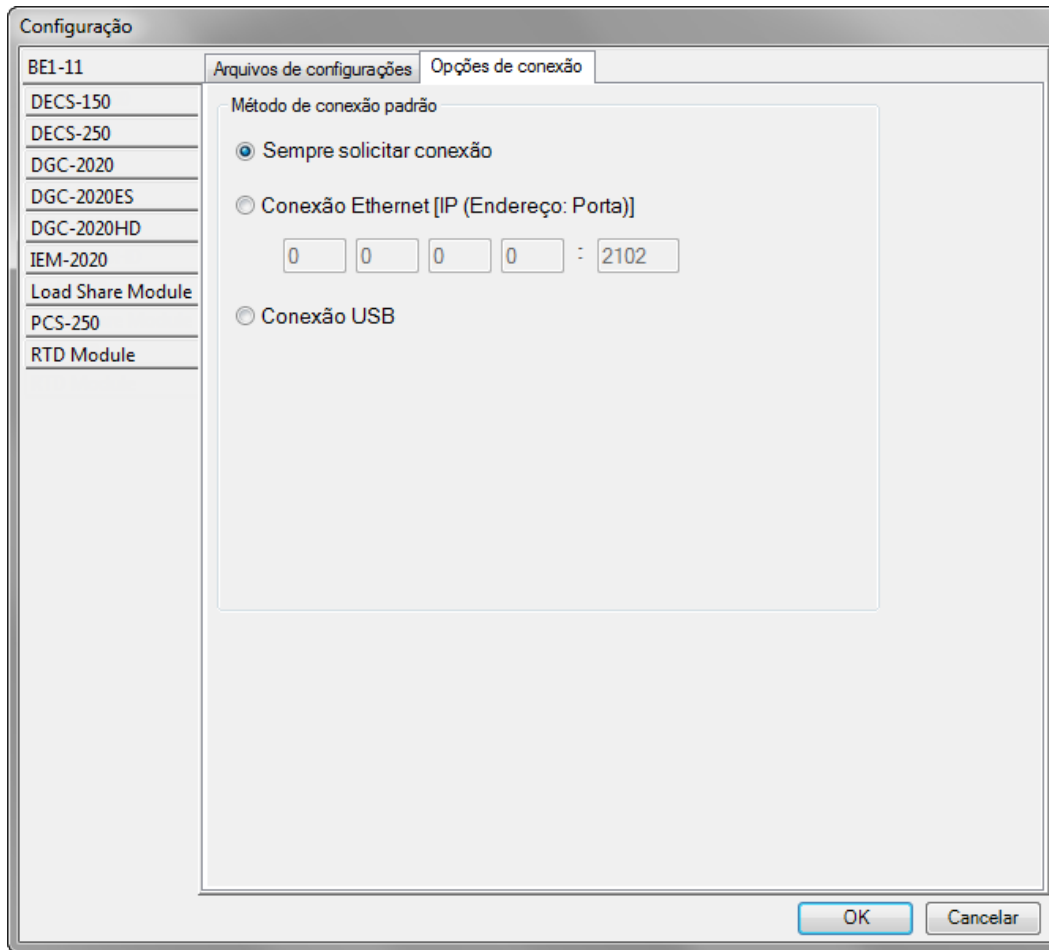 Configuração
BE1-11
DECS-150
DECS-250
DGC-2020
DGC-2020ES
DGC-2020HD
IEM-2020
Load Share Module
PCS-250
RTD Module
Arquivos de configurações Opções de conexão
Método de conexão padrão
Sempre solicitar conexão
Conexão Ethernet [IP (Endereço: Porta)]
0 0 0 0 : 2102
Conexão USB
OK Cancelar